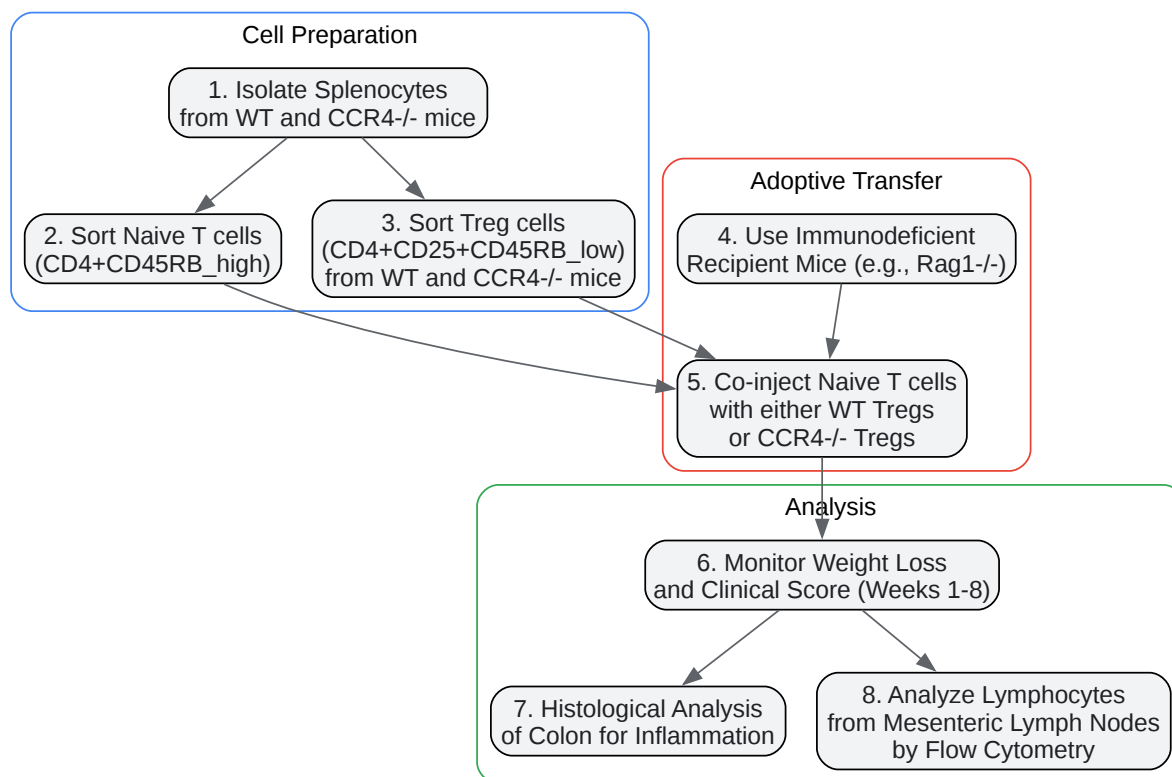 Cell Preparation
1. Isolate Splenocytes
from WT and CCR4-/- mice
2. Sort Naive T cells
(CD4+CD45RB_high)
3. Sort Treg cells
(CD4+CD25+CD45RB_low)
from WT and CCR4-/- mice
Adoptive Transfer
4. Use Immunodeficient
Recipient Mice (e.g., Rag1-/-)
5. Co-inject Naive T cells
with either WT Tregs
or CCR4-/- Tregs
Analysis
6. Monitor Weight Loss
and Clinical Score (Weeks 1-8)
7. Histological Analysis
of Colon for Inflammation
8. Analyze Lymphocytes
from Mesenteric Lymph Nodes
by Flow Cytometry